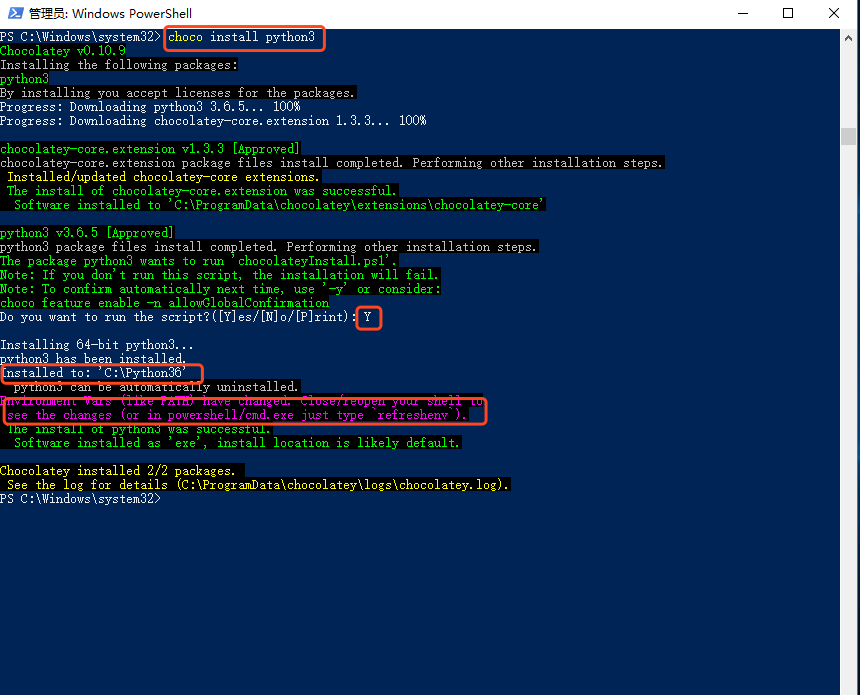 管理员: Windows PowerShell
PS C:\Windows\system32> choco install python3
Chocolatey v0.10.9
Installing the following packages:
python3
By installing you accept licenses for the packages.
Progress: Downloading python3 3.6.5... 100%
Progress: Downloading chocolatey-core.extension 1.3.3... 100%
chocolatey-core.extension v1.3.3 [Approved]
chocolatey-core.extension package files install completed. Performing other installation steps.
Installed/updated chocolatey-core extensions.
The install of chocolatey-core.extension was successful.
Software installed to 'C:\ProgramData\chocolatey\extensions\chocolatey-core'
python3 v3.6.5 [Approved]
python3 package files install completed. Performing other installation steps.
The package python3 wants to run 'chocolateyInstall.ps1'.
Note: If you don't run this script, the installation will fail.
Note: To confirm automatically next time, use '-y' or consider:
choco feature enable -n allowGlobalConfirmation
Do you want to run the script?([Y]es/[N]o/[P]rint): Y
Installing 64-bit python3...
python3 has been installed.
Installed to: 'C:\Python36'
python3 can be automatically uninstalled.
Environment Vars (like PATH) have changed. Close/reopen your shell to
see the changes (or in powershell/cmd.exe just type `refreshenv`).
The install of python3 was successful.
Software installed as 'exe', install location is likely default.
Chocolatey installed 2/2 packages.
See the log for details (C:\ProgramData\chocolatey\logs\chocolatey.log).
PS C:\Windows\system32>